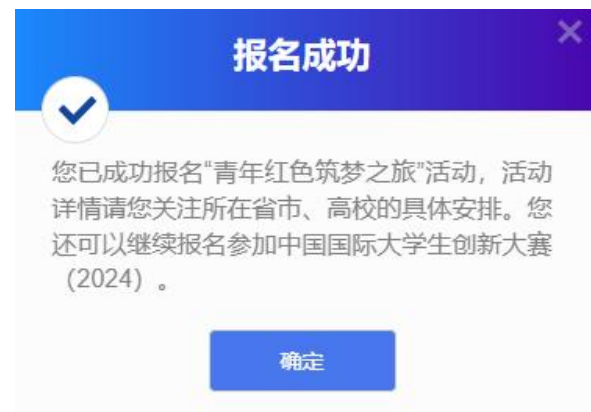 报名成功
您已成功报名“青年红色筑梦之旅”活动，活动
详情请您关注所在省市、高校的具体安排。您
还可以继续报名参加中国国际大学生创新大赛
（2024）。
确定